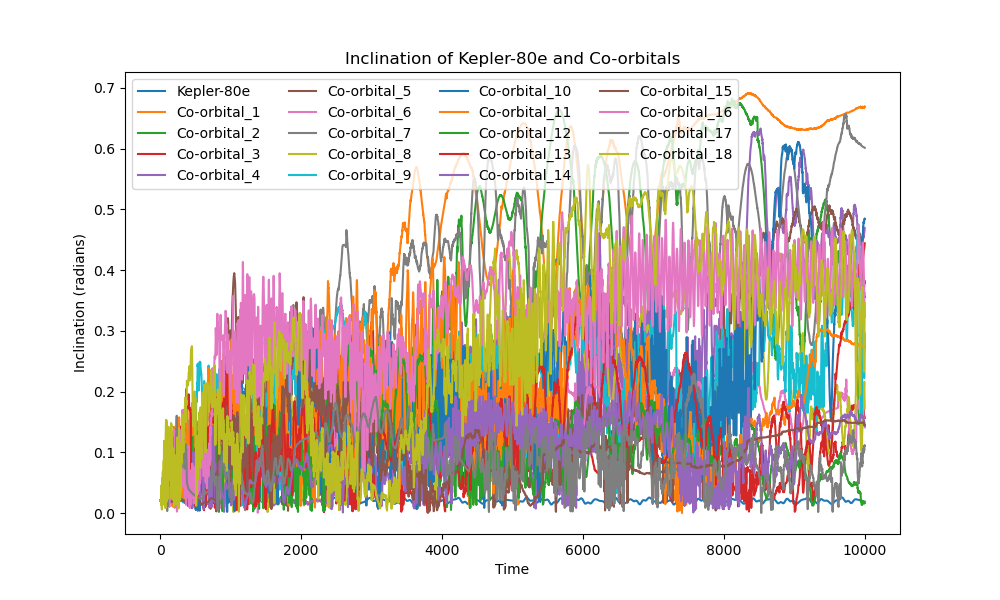 Inclination of Kepler-80e and Co-orbitals
Kepler-80e
Co-orbital_1
Co-orbital_2
Co-orbital_3
Co-orbital_4
Co-orbital_5
Co-orbital_6
Co-orbital_7
Co-orbital_8
Co-orbital_9
Co-orbital_10
Co-orbital_11
Co-orbital_12
Co-orbital_13
Co-orbital_14
Co-orbital_15
Co-orbital_16
Co-orbital_17
Co-orbital_18
Inclination (radians)
0.7
0.6
0.5
0.4
0.3
0.2
0.1
0.0
0
2000
4000
6000
8000
10000
Time